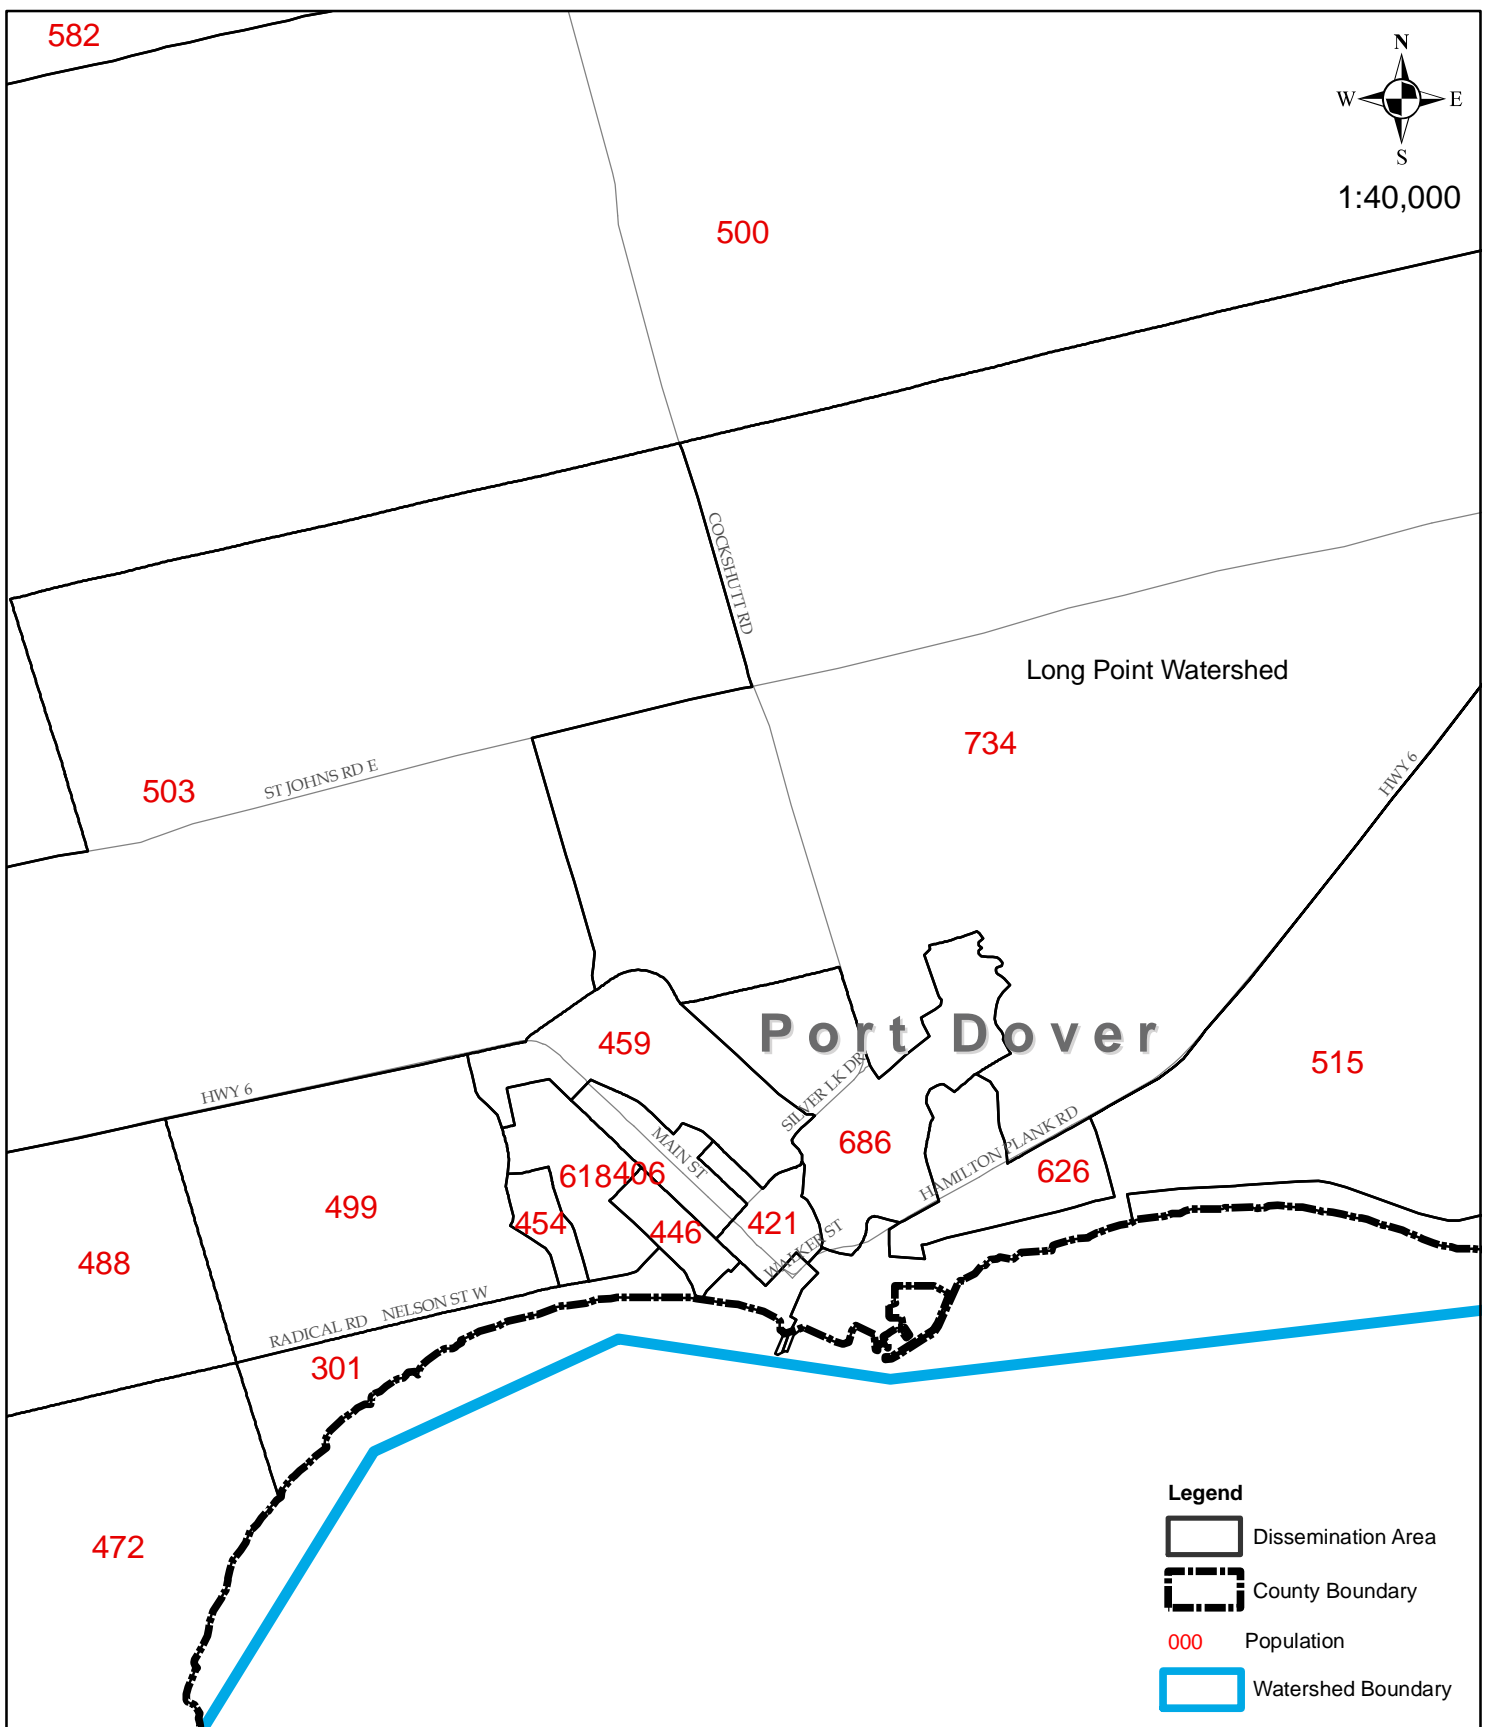 582
N
W E
S
1:40,000
500
COCKSHUTT RD
Long Point Watershed
734
HWY 6
503
ST JOHNS RD E
Port Dover
459
515
HWY 6
SILVER LK DR
MAIN ST
686
HAMILTON PLANK RD
626
618
406
499
454
446
421
WALKER ST
488
NELSON ST W
RADICAL RD
301
472
Legend
Dissemination Area
County Boundary
000 Population
Watershed Boundary